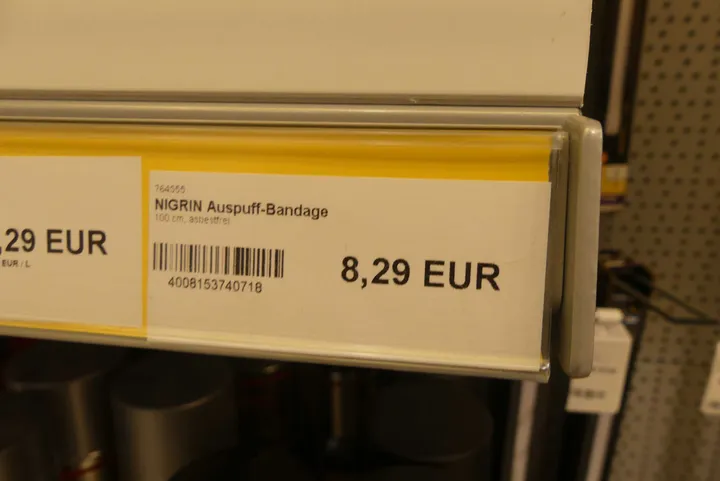 ,29 EUR
EUR / L
764555
NIGRIN Auspuff-Bandage
100 cm, asbestfrei
4008153740718
8,29 EUR